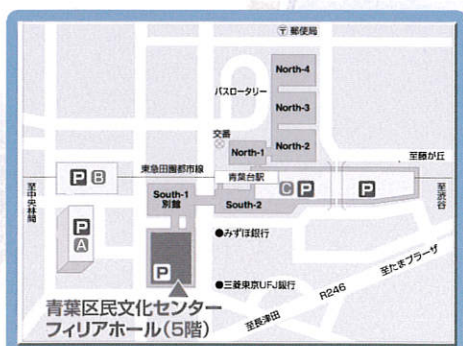 〒 郵便局
North-4
バスロータリー
North-3
交番
North-1
North-2
東急田園都市線
青葉台駅
至藤が丘
P B
C P
P
至中央林間
至渋谷
South-1
別館
South-2
P
A
●みずほ銀行
P
至たまプラーザ
●三菱東京UFJ銀行
R246
至長津田
青葉区民文化センター
フィリアホール(5階)